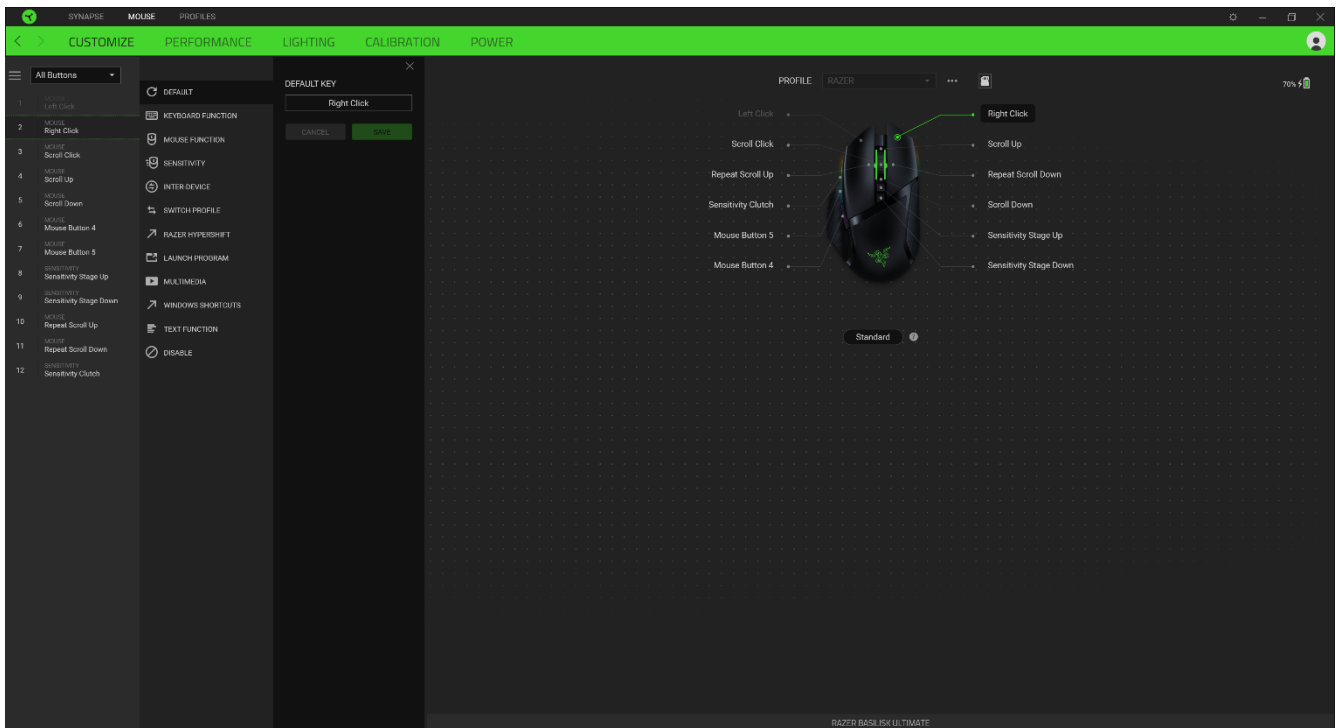 SYNAPSE MOUSE PROFILES
CUSTOMIZE PERFORMANCE LIGHTING CALIBRATION POWER
All Buttons
1 MOUSE
Left Click
2 MOUSE
Right Click
3 MOUSE
Scroll Click
4 MOUSE
Scroll Up
5 MOUSE
Scroll Down
6 MOUSE
Mouse Button 4
7 MOUSE
Mouse Button 5
8 SENSITIVITY
Sensitivity Stage Up
9 SENSITIVITY
Sensitivity Stage Down
10 MOUSE
Repeat Scroll Up
11 MOUSE
Repeat Scroll Down
12 SENSITIVITY
Sensitivity Clutch
DEFAULT
KEYBOARD FUNCTION
MOUSE FUNCTION
SENSITIVITY
INTER-DEVICE
SWITCH PROFILE
RAZER HYPERSHIFT
LAUNCH PROGRAM
MULTIMEDIA
WINDOWS SHORTCUTS
TEXT FUNCTION
DISABLE
DEFAULT KEY
Right Click
CANCEL SAVE
PROFILE RAZER
70%
Left Click Right Click
Scroll Click Scroll Up
Repeat Scroll Up Repeat Scroll Down
Sensitivity Clutch Scroll Down
Mouse Button 5 Sensitivity Stage Up
Mouse Button 4 Sensitivity Stage Down
Standard
RAZER BASILISK ULTIMATE